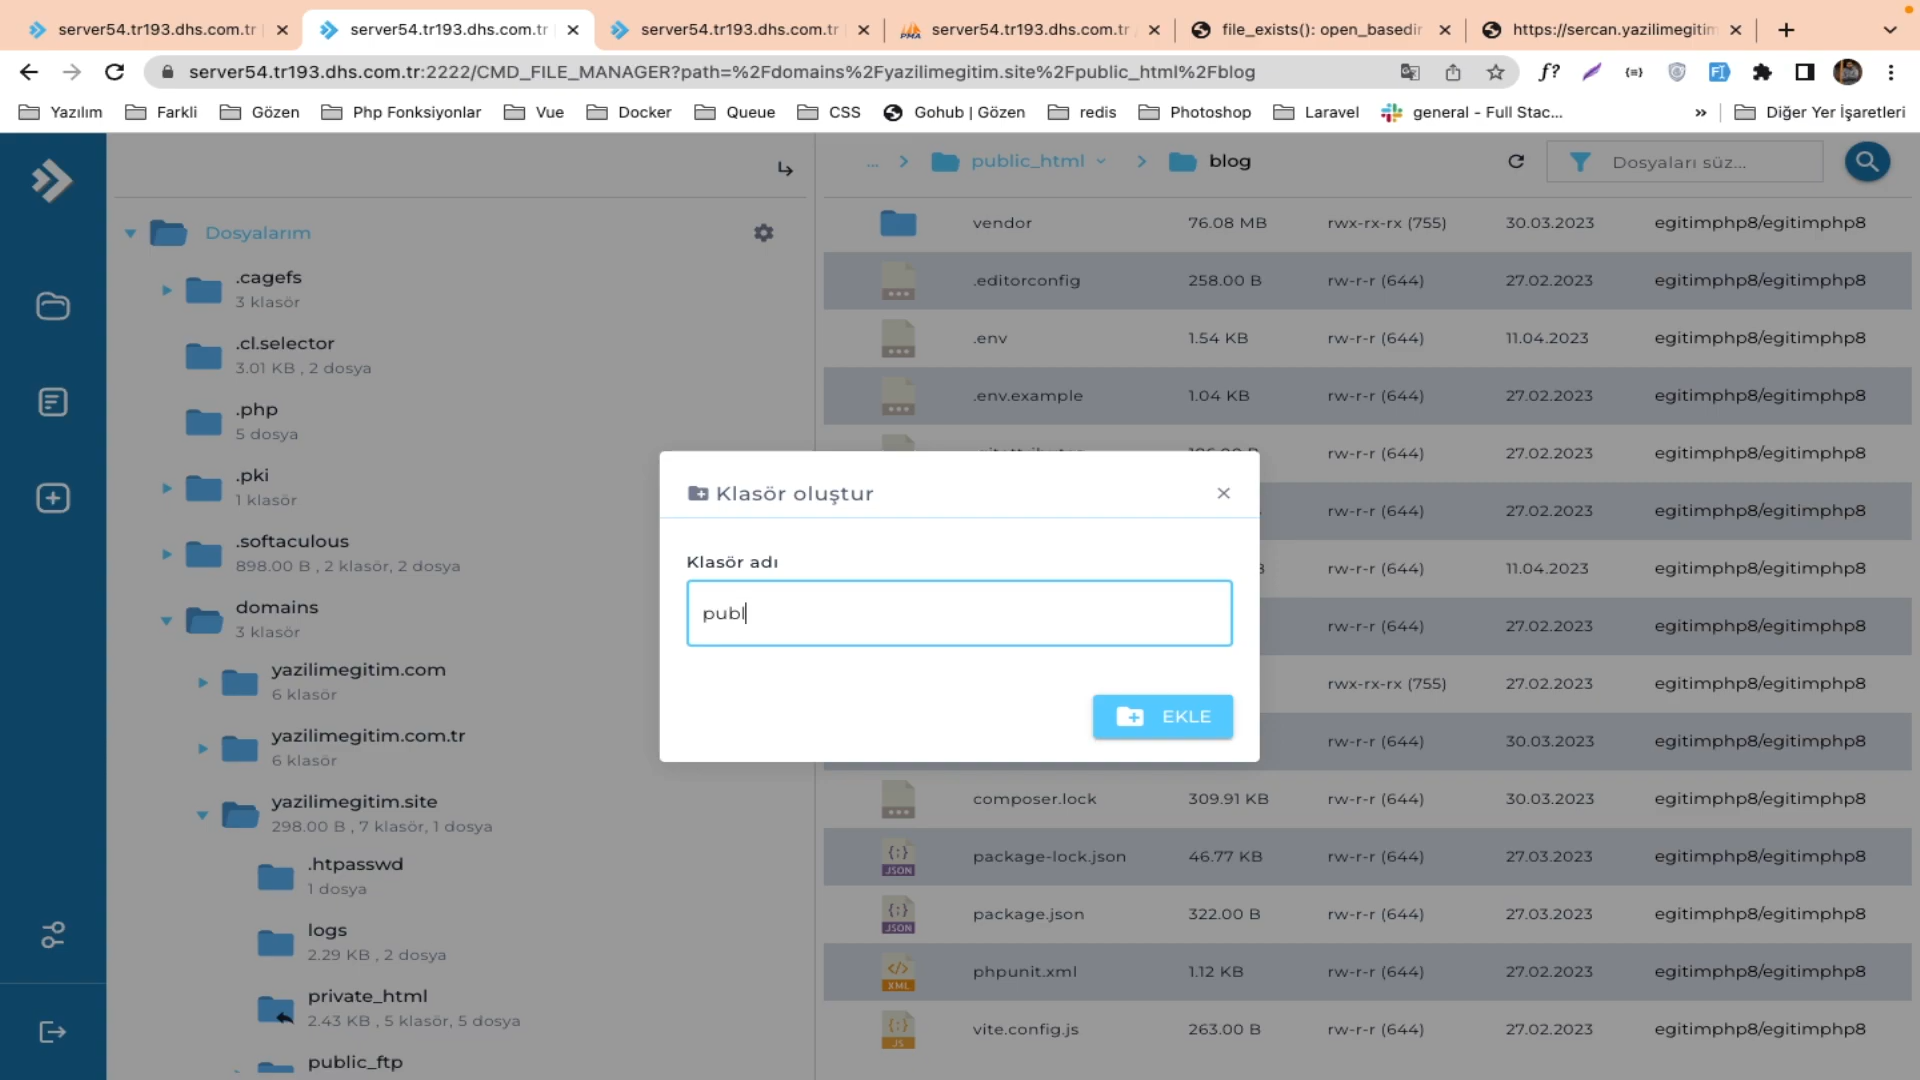 server54.tr193.dhs.com.tr
server54.tr193.dhs.com.tr
server54.tr193.dhs.com.tr
server54.tr193.dhs.com.tr
file_exists(): open_basedir
https://sercan.yazilimegitim
server54.tr193.dhs.com.tr:2222/CMD_FILE_MANAGER?path=%2Fdomains%2Fyazilimegitim.site%2Fpublic_html%2Fblog
Yazılım
Farkli
Gözen
Php Fonksiyonlar
Vue
Docker
Queue
CSS
Gohub | Gözen
redis
Photoshop
Laravel
general - Full Stac...
»
Diğer Yer İşaretleri
Dosyalarım
.cagefs
3 klasör
.cl.selector
3.01 KB , 2 dosya
.php
5 dosya
.pki
1 klasör
.softaculous
898.00 B , 2 klasör, 2 dosya
domains
3 klasör
yazilimegitim.com
6 klasör
yazilimegitim.com.tr
6 klasör
yazilimegitim.site
298.00 B , 7 klasör, 1 dosya
.htpasswd
1 dosya
logs
2.29 KB , 2 dosya
private_html
2.43 KB , 5 klasör, 5 dosya
public_ftp
... > public_html > blog
Dosyaları süz...
vendor 76.08 MB rwx-rx-rx (755) 30.03.2023 egitimphp8/egitimphp8
.editorconfig 258.00 B rw-r-r (644) 27.02.2023 egitimphp8/egitimphp8
.env 1.54 KB rw-r-r (644) 11.04.2023 egitimphp8/egitimphp8
.env.example 1.04 KB rw-r-r (644) 27.02.2023 egitimphp8/egitimphp8
rw-r-r (644) 27.02.2023 egitimphp8/egitimphp8
rw-r-r (644) 27.02.2023 egitimphp8/egitimphp8
rw-r-r (644) 11.04.2023 egitimphp8/egitimphp8
rw-r-r (644) 27.02.2023 egitimphp8/egitimphp8
rwx-rx-rx (755) 27.02.2023 egitimphp8/egitimphp8
rw-r-r (644) 30.03.2023 egitimphp8/egitimphp8
composer.lock 309.91 KB rw-r-r (644) 30.03.2023 egitimphp8/egitimphp8
package-lock.json 46.77 KB rw-r-r (644) 27.03.2023 egitimphp8/egitimphp8
package.json 322.00 B rw-r-r (644) 27.03.2023 egitimphp8/egitimphp8
phpunit.xml 1.12 KB rw-r-r (644) 27.02.2023 egitimphp8/egitimphp8
vite.config.js 263.00 B rw-r-r (644) 27.02.2023 egitimphp8/egitimphp8
JSON
JSON
XML
JS
Klasör oluştur
Klasör adı
publ
EKLE